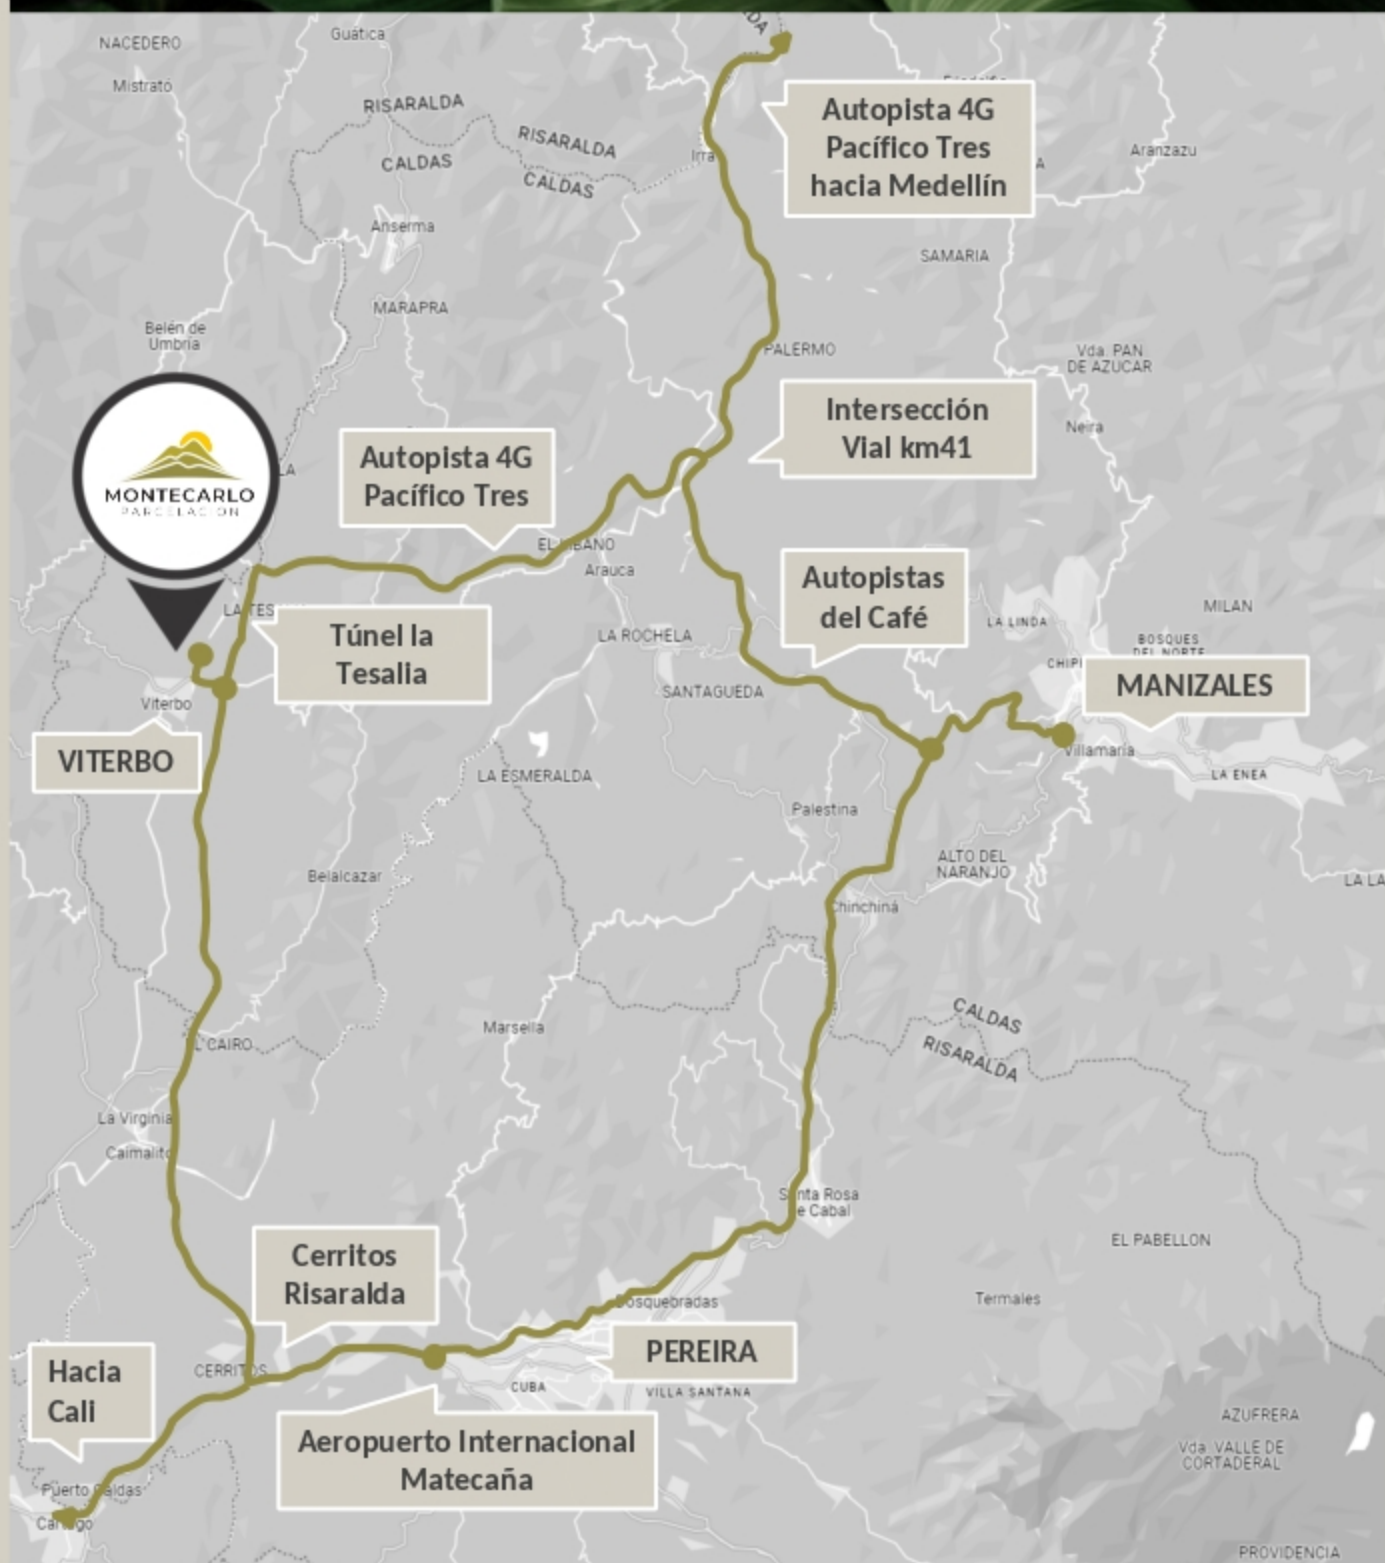 NACEDERO
Guática
Mistrató
RISARALDA
CALDAS
RISARALDA
CALDAS
Irra
Autopista 4G
Pacífico Tres
hacia Medellín
Aranzazu
Anserma
SAMARIA
MARAPRA
Belén de
Umbría
PALERMO
Vda. PAN
DE AZUCAR
Intersección
Vial km41
Neira
Autopista 4G
Pacífico Tres
MONTECARLO
PARCELACIÓN
Arauca
Autopistas
del Café
MILAN
LA LINDA
BOSQUES
DEL NORTE
Túnel la
Tesalia
LA ROCHELA
SANTAGUEDA
MANIZALES
Viterbo
VITERBO
Villamaría
LA ENEA
LA ESMERALDA
Palestina
ALTO DEL
NARANJO
Belalcazar
Chinchiná
Marsella
CALDAS
RISARALDA
EL CAIRO
La Virginia
Caimalito
Santa Rosa
de Cabal
EL PABELLON
Cerritos
Risaralda
Termales
Dosquebradas
PEREIRA
Hacia
Cali
CERRITOS
CUBA
VILLA SANTANA
AZUFRERA
Aeropuerto Internacional
Matecaña
Vda. VALLE DE
CORTADERAL
Puerto Caldas
Cartago
PROVIDENCIA